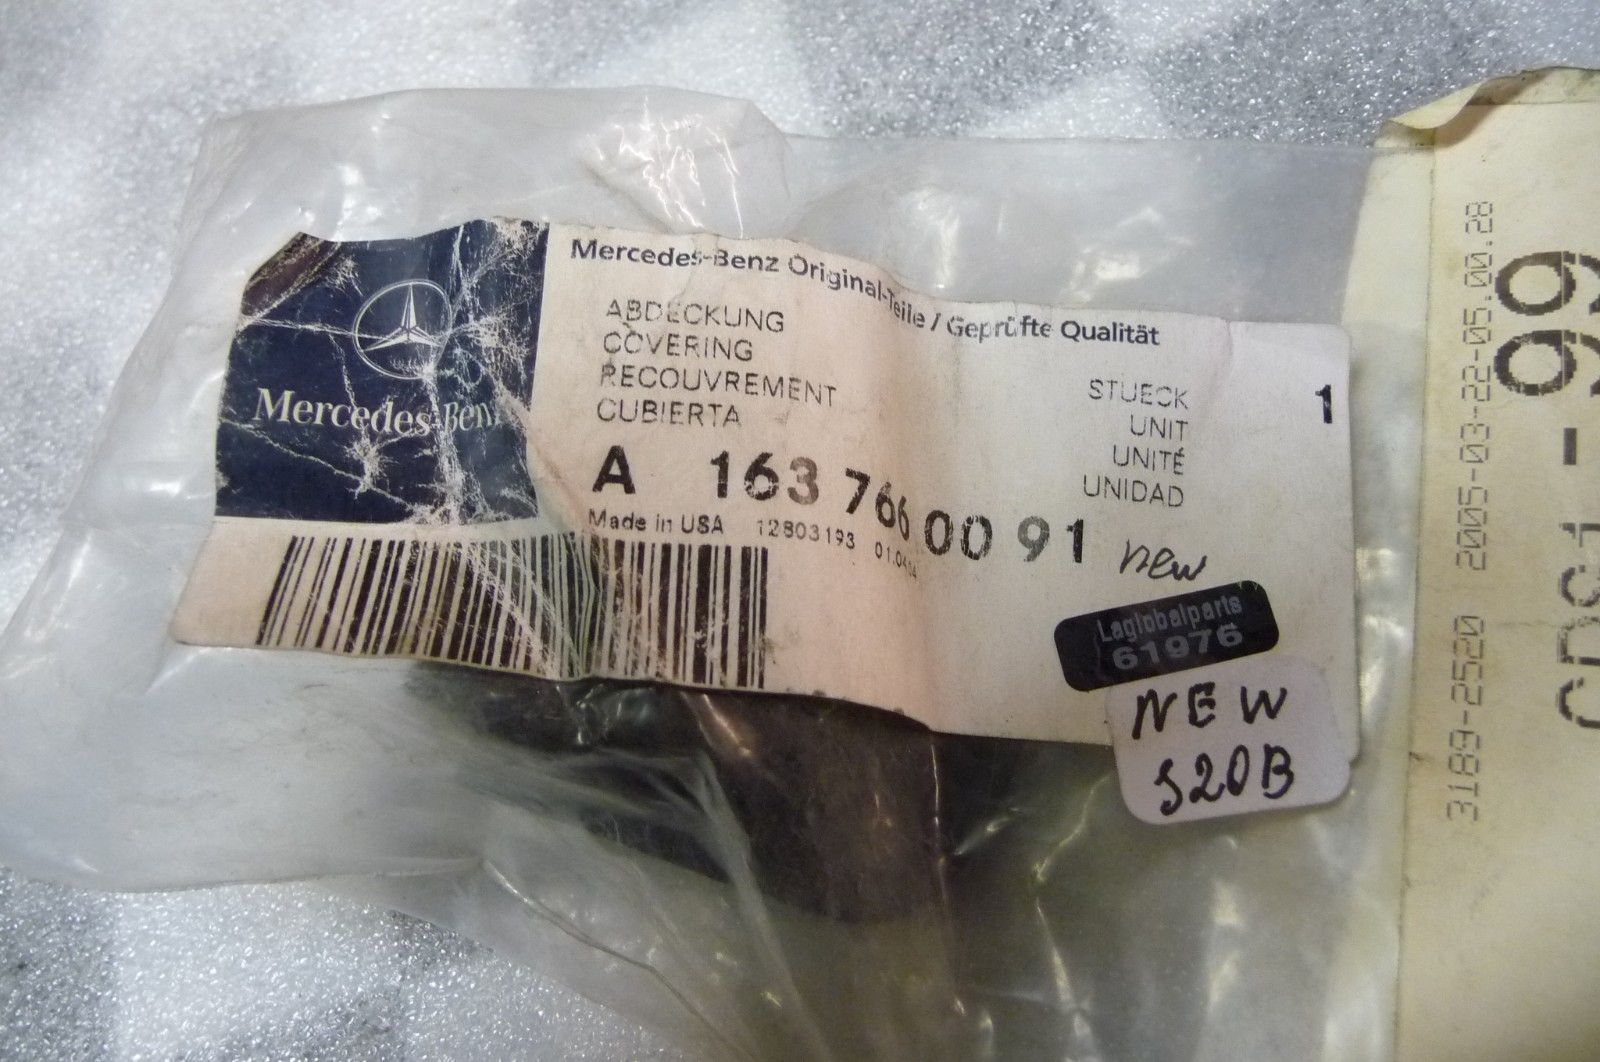 Mercedes-Benz Original-Teile / Geprüfte Qualität
Mercedes-Benz
ABDECKUNG
COVERING
RECOUVREMENT
CUBIERTA
STUECK 1
UNIT
UNITÉ
UNIDAD
A 163 766 00 91
Made in USA 12803193
new
Laglobalparts
61976
NEW
S20B
3189-2520 2005-03-22-05.00.28